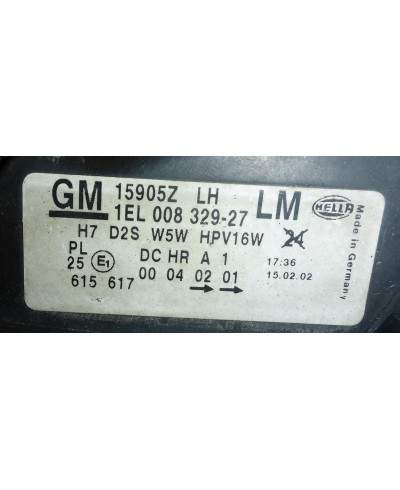 GM 15905Z LH LM HELLA
1EL 008 329-27
H7 D2S W5W HPV16W 24
PL DC HR A 1 17:36
25 E1 00 04 02 01 15.02.02
615 617
Made in Germany